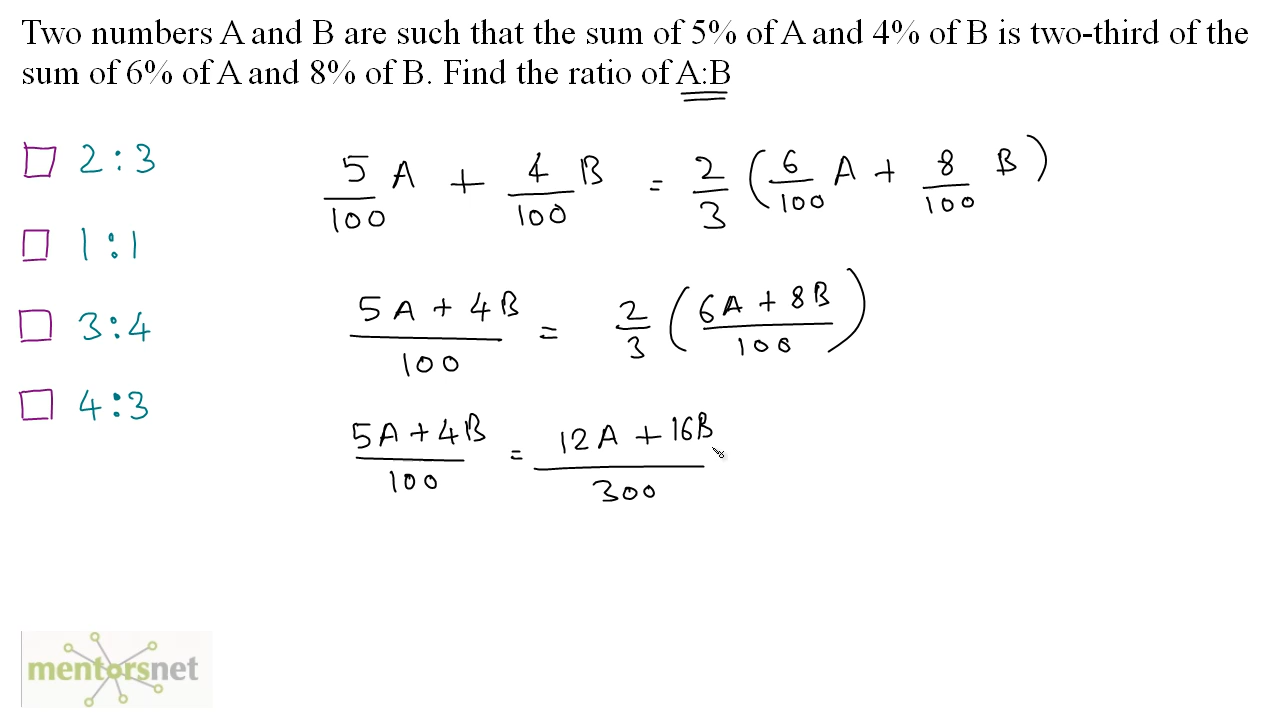 Two numbers A and B are such that the sum of 5% of A and 4% of B is two-third of the
sum of 6% of A and 8% of B. Find the ratio of A:B
2:3
5/100 A + 4/100 B = 2/3 (6/100 A + 8/100 B)
1:1
3:4
(5A + 4B)/100 = 2/3 ((6A + 8B)/100)
4:3
(5A + 4B)/100 = (12A + 16B)/300
mentorsnet